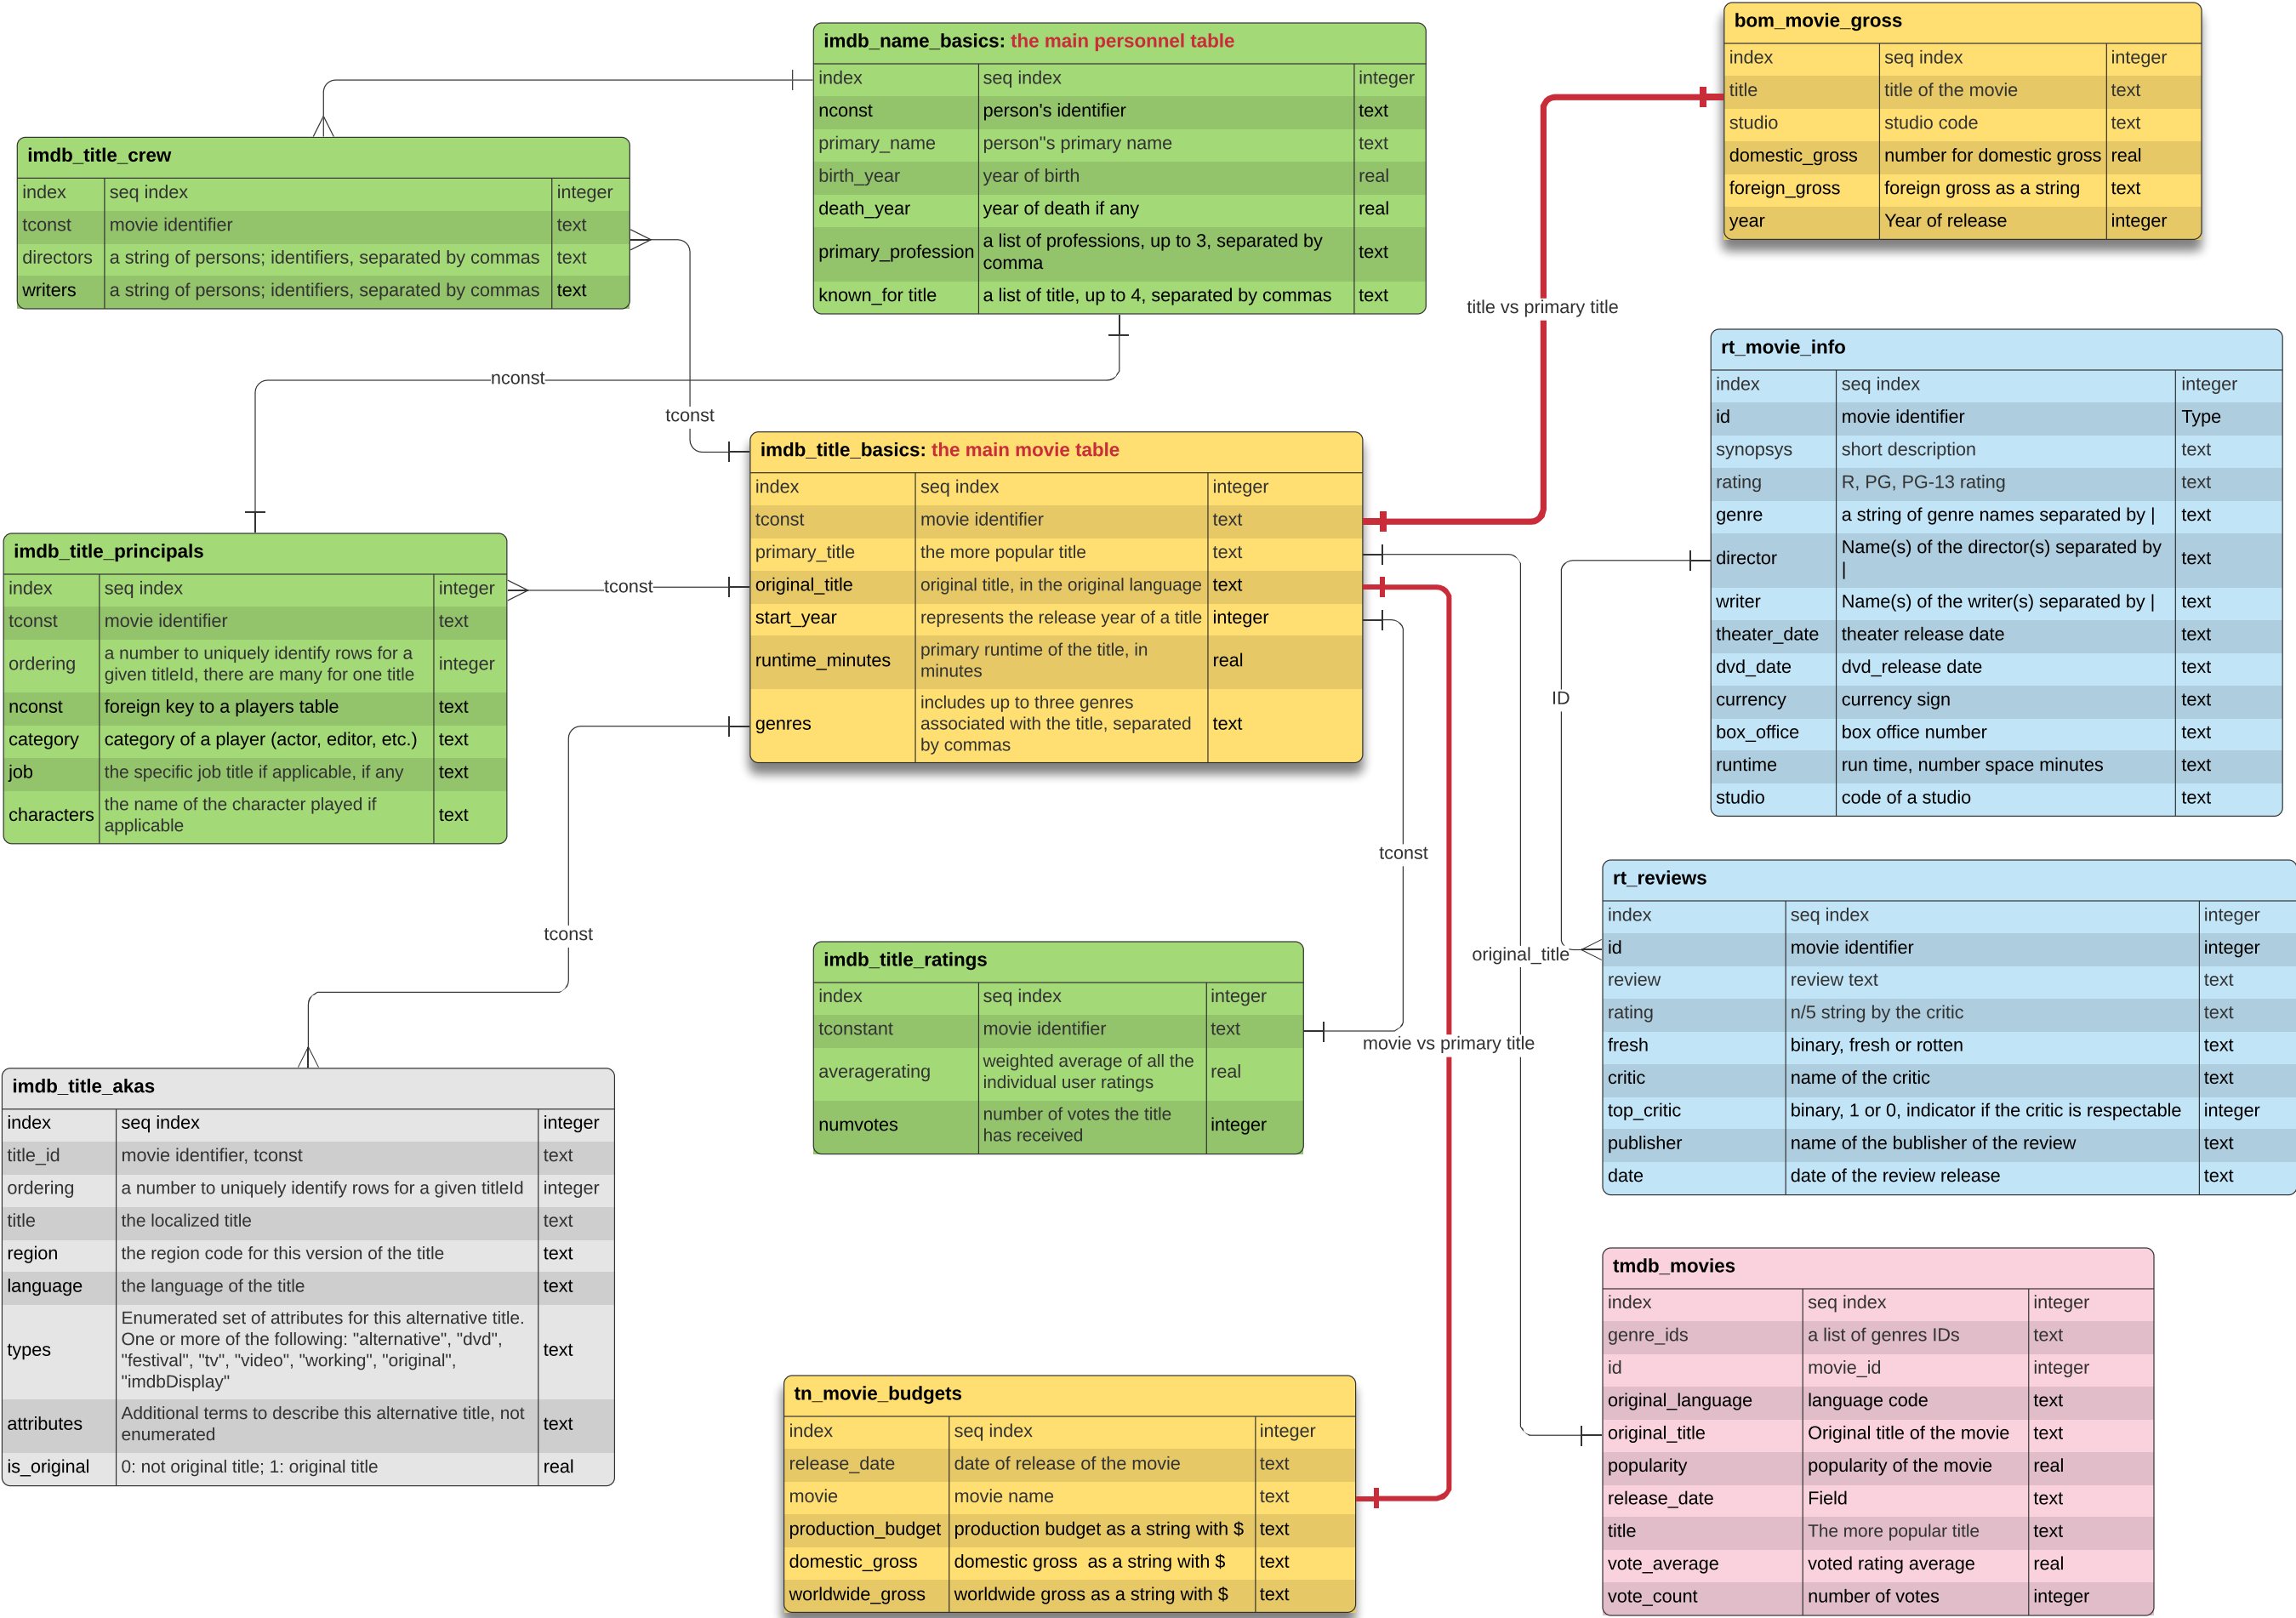 imdb_name_basics: the main personnel table
index seq index integer
nconst person's identifier text
primary_name person"s primary name text
birth_year year of birth real
death_year year of death if any real
primary_profession a list of professions, up to 3, separated by
comma text
known_for title a list of title, up to 4, separated by commas text
bom_movie_gross
index seq index integer
title title of the movie text
studio studio code text
domestic_gross number for domestic gross real
foreign_gross foreign gross as a string text
year Year of release integer
imdb_title_crew
index seq index integer
tconst movie identifier text
directors a string of persons; identifiers, separated by commas text
writers a string of persons; identifiers, separated by commas text
title vs primary title
nconst
tconst
rt_movie_info
index seq index integer
id movie identifier Type
synopsys short description text
rating R, PG, PG-13 rating text
genre a string of genre names separated by | text
director Name(s) of the director(s) separated by
| text
writer Name(s) of the writer(s) separated by | text
theater_date theater release date text
dvd_date dvd_release date text
currency currency sign text
box_office box office number text
runtime run time, number space minutes text
studio code of a studio text
imdb_title_basics: the main movie table
index seq index integer
tconst movie identifier text
primary_title the more popular title text
original_title original title, in the original language text
start_year represents the release year of a title integer
runtime_minutes primary runtime of the title, in
minutes real
genres includes up to three genres
associated with the title, separated
by commas text
imdb_title_principals
index seq index integer
tconst movie identifier text
ordering a number to uniquely identify rows for a
given titleId, there are many for one title integer
nconst foreign key to a players table text
category category of a player (actor, editor, etc.) text
job the specific job title if applicable, if any text
characters the name of the character played if
applicable text
tconst
ID
tconst
tconst
original_title
movie vs primary title
rt_reviews
index seq index integer
id movie identifier integer
review review text text
rating n/5 string by the critic text
fresh binary, fresh or rotten text
critic name of the critic text
top_critic binary, 1 or 0, indicator if the critic is respectable integer
publisher name of the bublisher of the review text
date date of the review release text
imdb_title_ratings
index seq index integer
tconstant movie identifier text
averagerating weighted average of all the
individual user ratings real
numvotes number of votes the title
has received integer
imdb_title_akas
index seq index integer
title_id movie identifier, tconst text
ordering a number to uniquely identify rows for a given titleId integer
title the localized title text
region the region code for this version of the title text
language the language of the title text
types Enumerated set of attributes for this alternative title.
One or more of the following: "alternative", "dvd",
"festival", "tv", "video", "working", "original",
"imdbDisplay" text
attributes Additional terms to describe this alternative title, not
enumerated text
is_original 0: not original title; 1: original title real
tmdb_movies
index seq index integer
genre_ids a list of genres IDs text
id movie_id integer
original_language language code text
original_title Original title of the movie text
popularity popularity of the movie real
release_date Field text
title The more popular title text
vote_average voted rating average real
vote_count number of votes integer
tn_movie_budgets
index seq index integer
release_date date of release of the movie text
movie movie name text
production_budget production budget as a string with $ text
domestic_gross domestic gross as a string with $ text
worldwide_gross worldwide gross as a string with $ text